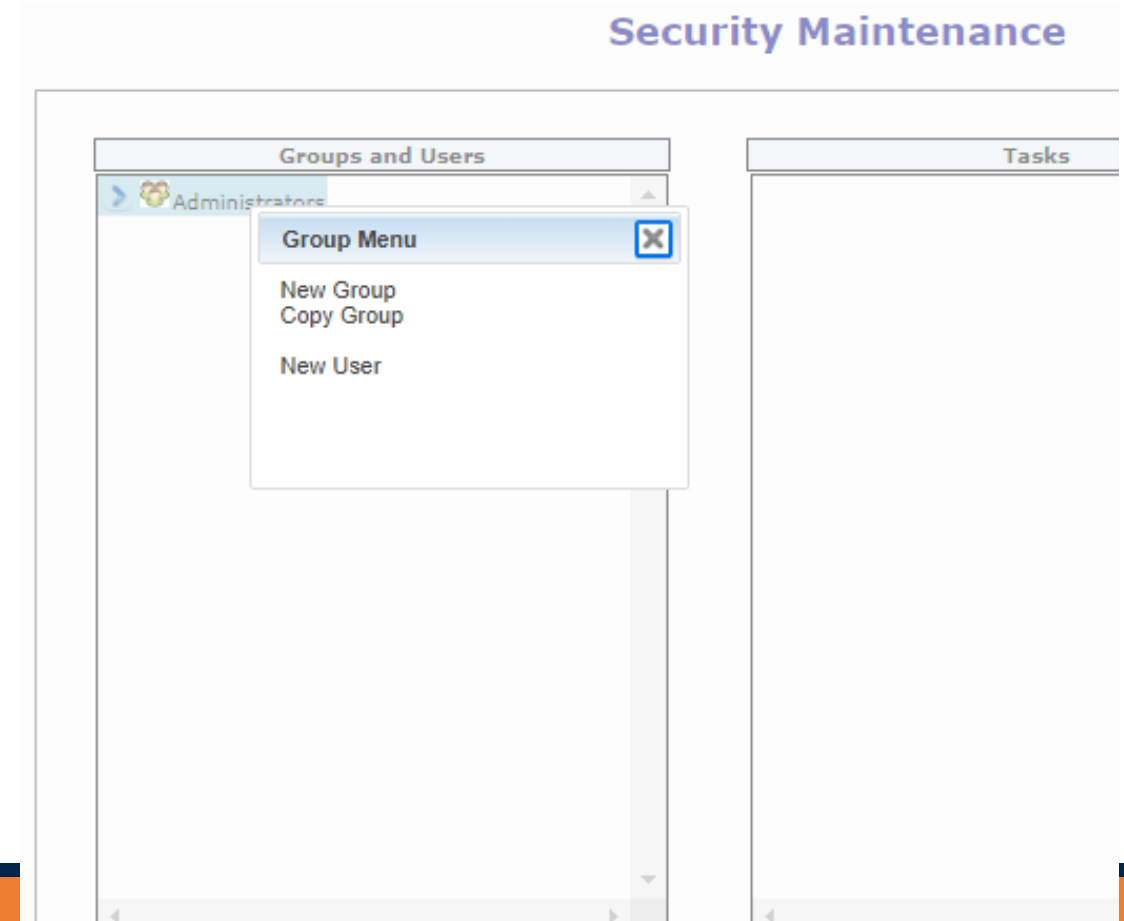 Security Maintenance
Groups and Users
Tasks
Administrators
Group Menu
New Group
Copy Group
New User